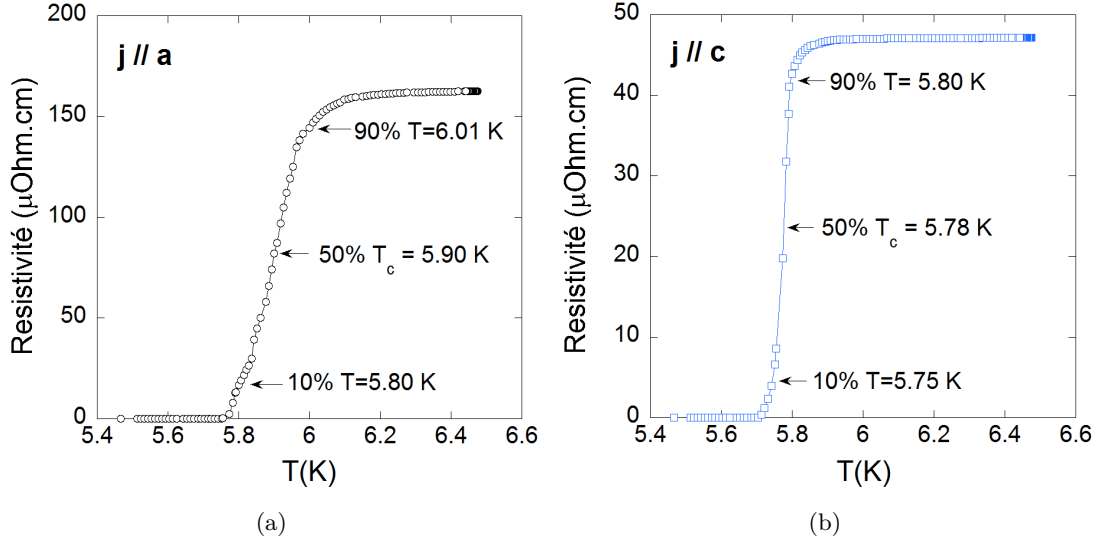 j // a
200
150
100
50
0
Resistivité (μOhm.cm)
90% T=6.01 K
50% Tc = 5.90 K
10% T=5.80 K
5.4 5.6 5.8 6 6.2 6.4 6.6
T(K)
(a)
j // c
50
40
30
20
10
0
Resistivité (μOhm.cm)
90% T= 5.80 K
50% Tc = 5.78 K
10% T=5.75 K
5.4 5.6 5.8 6 6.2 6.4 6.6
T(K)
(b)